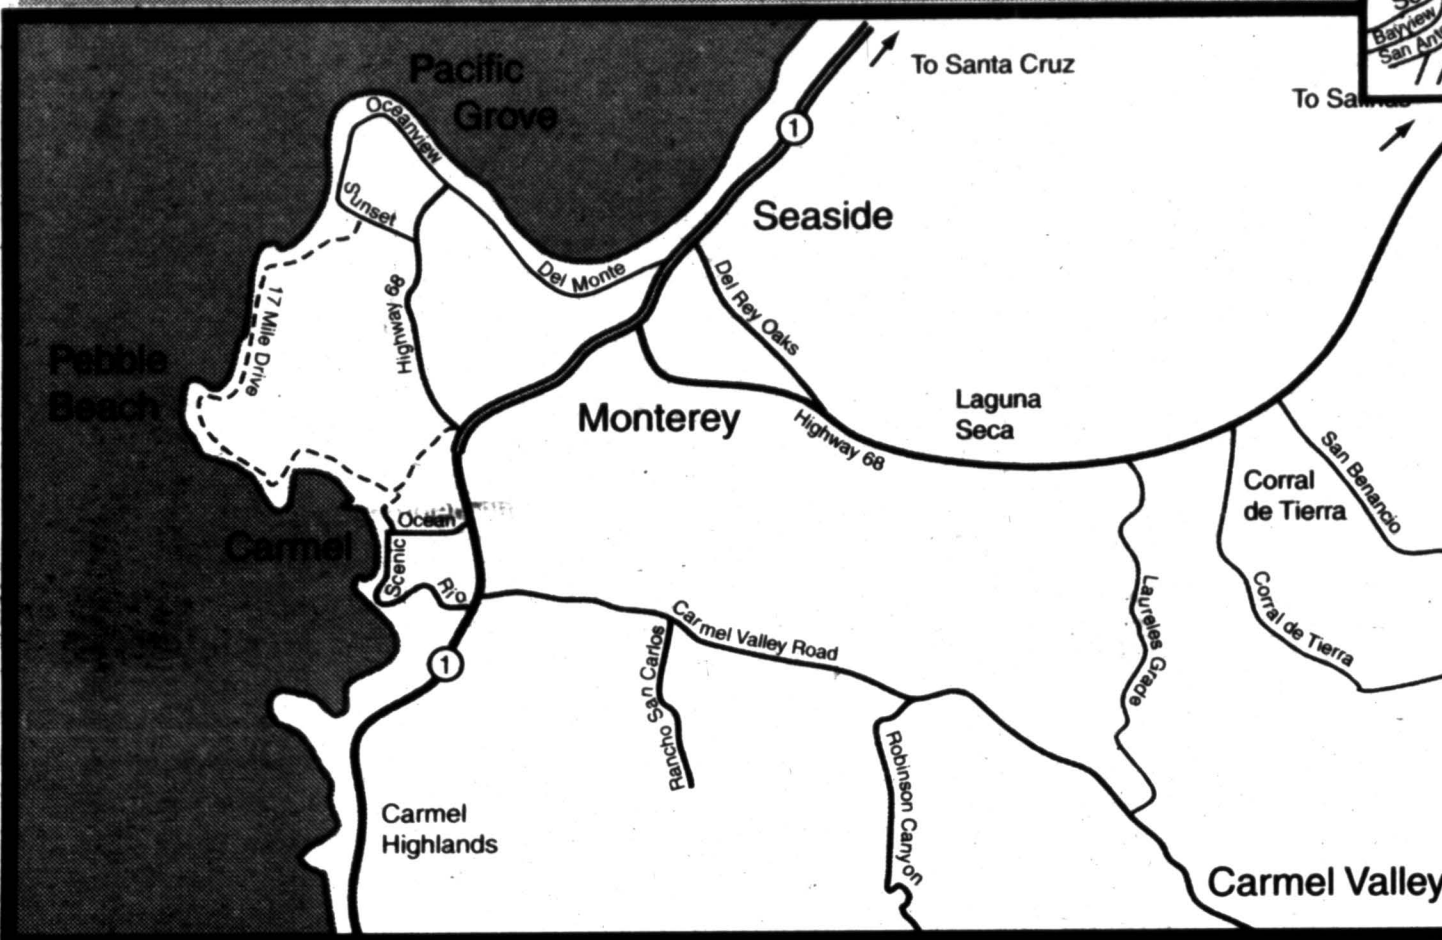 Bayview
To Santa Cruz
To Salinas
Pacific
Grove
Oceanview
1
Sunset
Seaside
Del Monte
Del Rey Oaks
17 Mile Drive
Highway 68
Pebble
Beach
Monterey
Highway 68
Laguna
Seca
San Benancio
Corral
de Tierra
Ocean
Carmel
Scenic
Rio
Corral de Tierra
Laureles Grade
Carmel Valley Road
Rancho San Carlos
1
Robinson Canyon
Carmel
Highlands
Carmel Valley